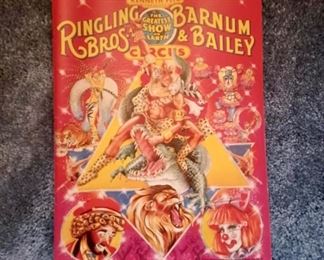 RINGLING BROS. THE GREATEST SHOW ON EARTH BARNUM & BAILEY
CIRCUS